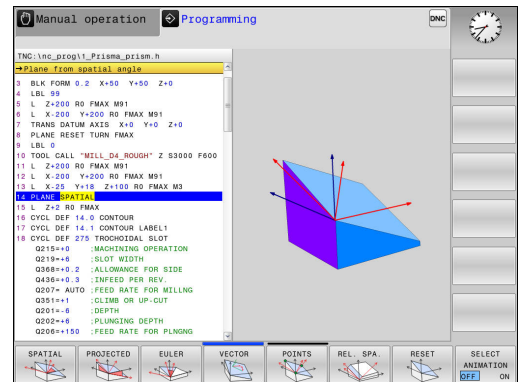 Manual operation
Programming
DNC
TNC:\nc_prog\1_Prisma_prism.h
→Plane from spatial angle
3 BLK FORM 0.2 X+50 Y+50 Z+0
4 LBL 99
5 L Z+200 R0 FMAX M91
6 L X-200 Y+200 R0 FMAX M91
7 TRANS DATUM AXIS X+0 Y+0 Z+0
8 PLANE RESET TURN FMAX
9 LBL 0
10 TOOL CALL "MILL_D4_ROUGH" Z S3000 F600
11 L Z+200 R0 FMAX M91
12 L X-200 Y+200 R0 FMAX M91
13 L X-25 Y+18 Z+100 R0 FMAX M3
14 PLANE SPATIAL
15 L Z+2 R0 FMAX
16 CYCL DEF 14.0 CONTOUR
17 CYCL DEF 14.1 CONTOUR LABEL1
18 CYCL DEF 275 TROCHOIDAL SLOT
Q215=+0 ;MACHINING OPERATION
Q219=+6 ;SLOT WIDTH
Q368=+0.2 ;ALLOWANCE FOR SIDE
Q436=+0.3 ;INFEED PER REV.
Q207= AUTO ;FEED RATE FOR MILLNG
Q351=+1 ;CLIMB OR UP-CUT
Q201=-6 ;DEPTH
Q202=+6 ;PLUNGING DEPTH
Q206=+150 ;FEED RATE FOR PLNGNG
SPATIAL
PROJECTED
EULER
VECTOR
POINTS
REL. SPA.
RESET
SELECT
ANIMATION
OFF ON